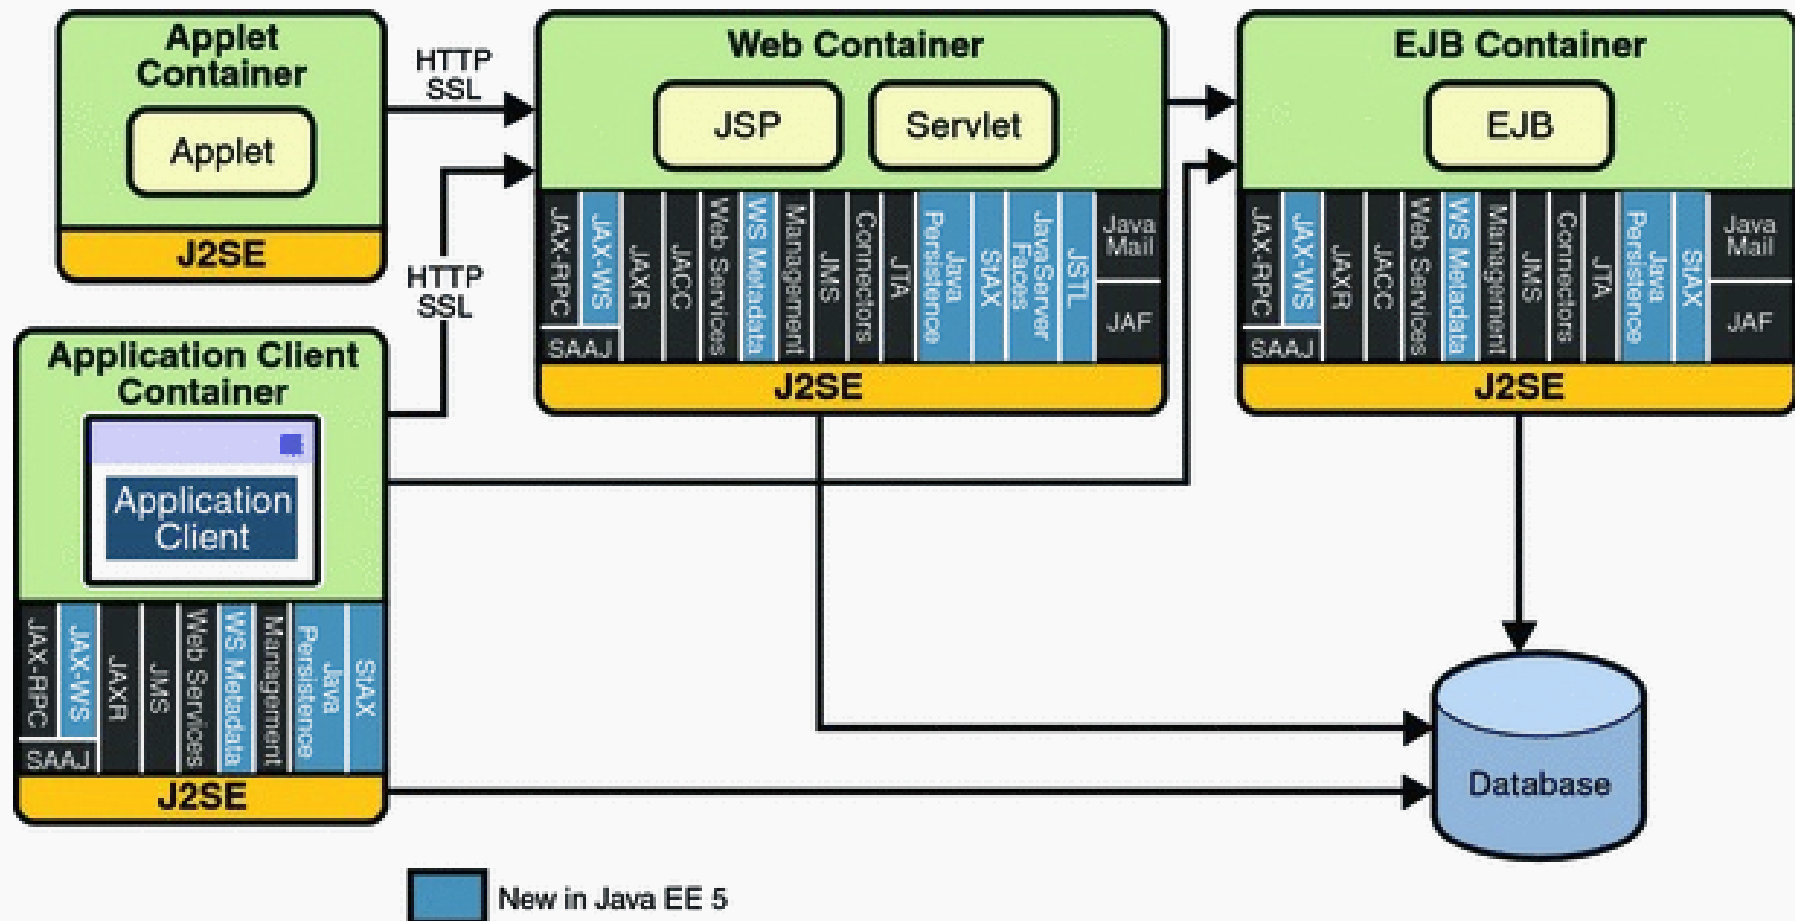 Applet
Container
Applet
J2SE
HTTP
SSL
HTTP
SSL
Web Container
JSP
Servlet
JAX-RPC
JAX-WS
SAAJ
JAXR
JACC
Web Services
WS Metadata
Management
JMS
Connectors
JTA
Java
Persistence
StAX
JavaServer
Faces
JSTL
Java
Mail
JAF
J2SE
EJB Container
EJB
JAX-RPC
JAX-WS
SAAJ
JAXR
JACC
Web Services
WS Metadata
Management
JMS
Connectors
JTA
Java
Persistence
StAX
Java
Mail
JAF
J2SE
Application Client
Container
Application
Client
JAX-RPC
JAX-WS
SAAJ
JAXR
JMS
Web Services
WS Metadata
Management
Java
Persistence
StAX
J2SE
Database
New in Java EE 5